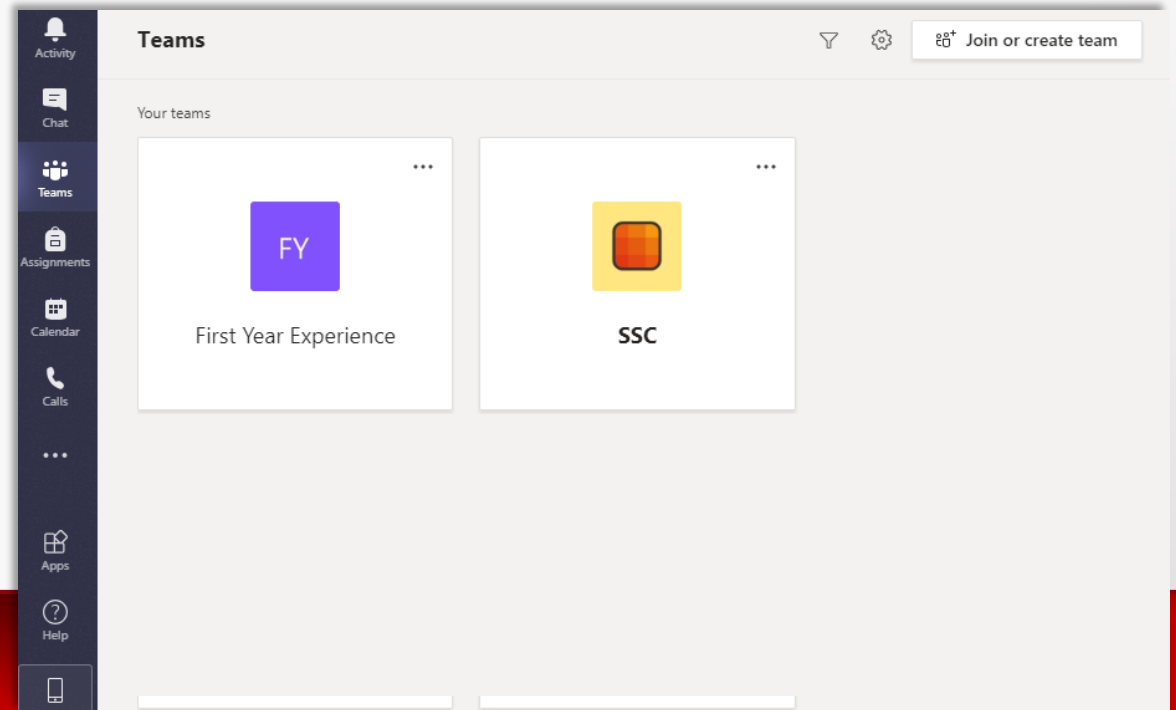 Activity
Chat
Teams
Assignments
Calendar
Calls
Apps
Help
Teams
Join or create team
Your teams
FY
First Year Experience
SSC